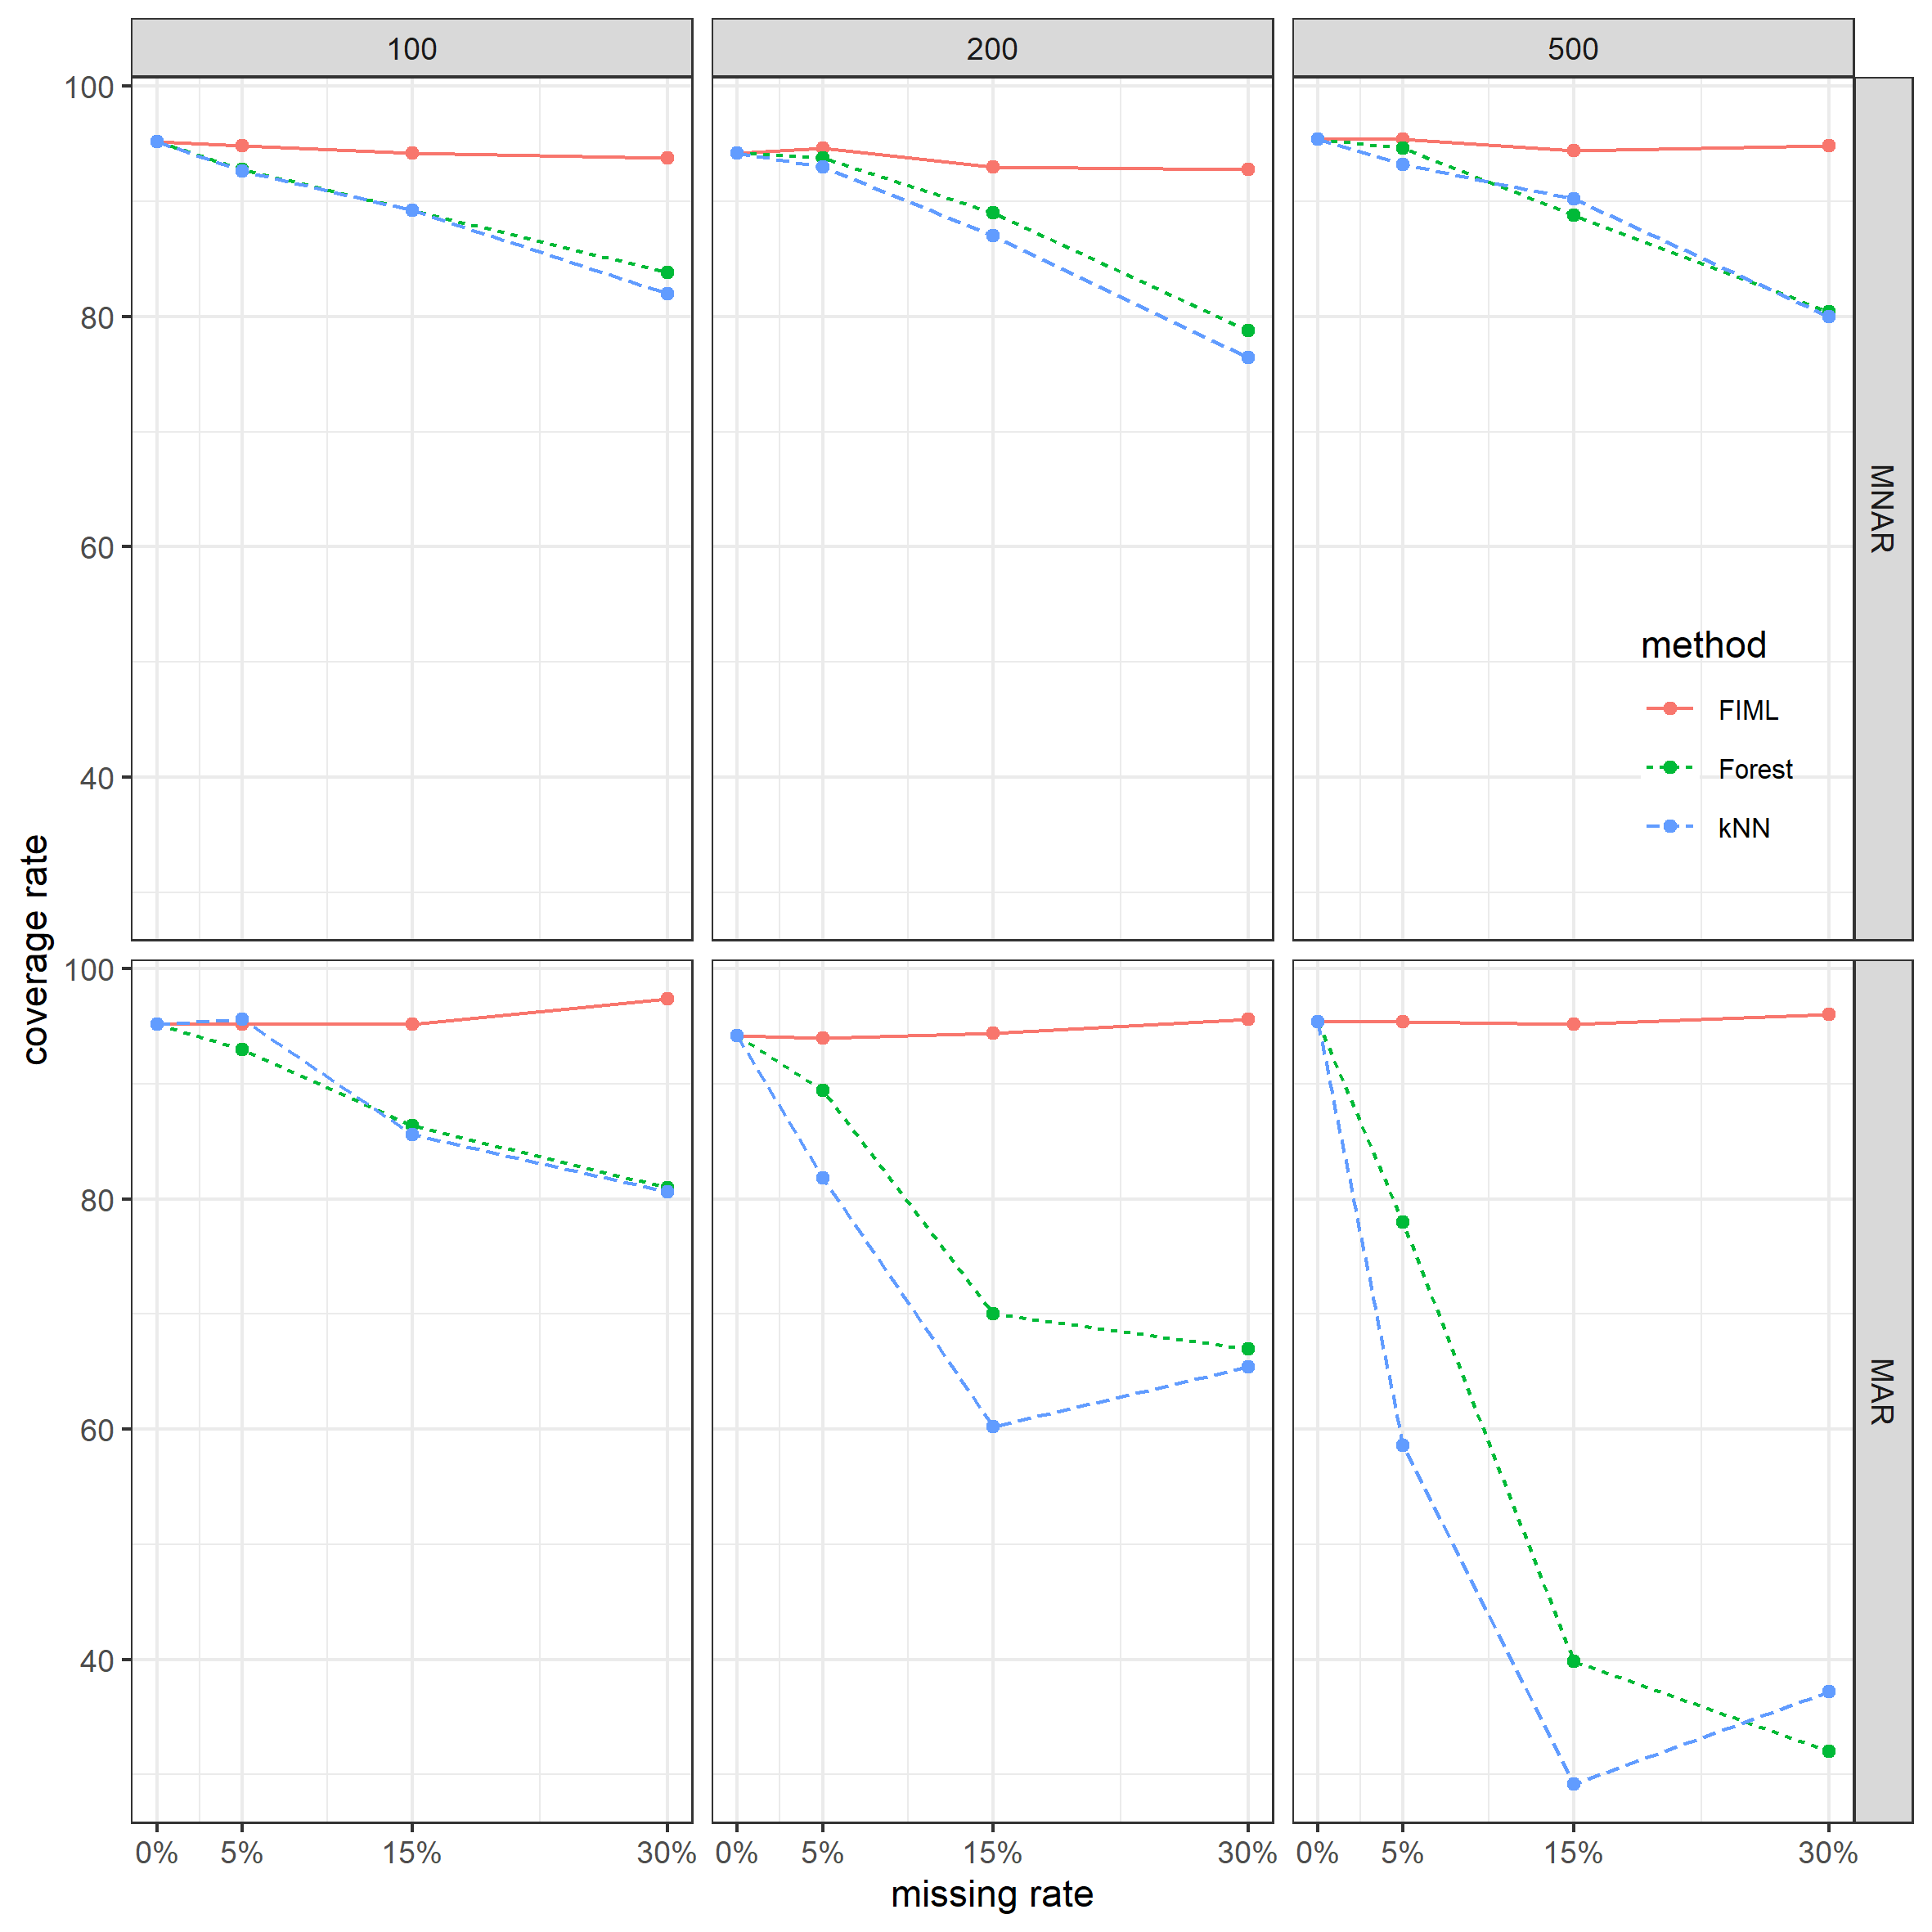 100 200 500
100
80
60
40
MNAR
method
FIML
Forest
kNN
coverage rate
100
80
60
40
MAR
0% 5% 15% 30% 0% 5% 15% 30% 0% 5% 15% 30%
missing rate